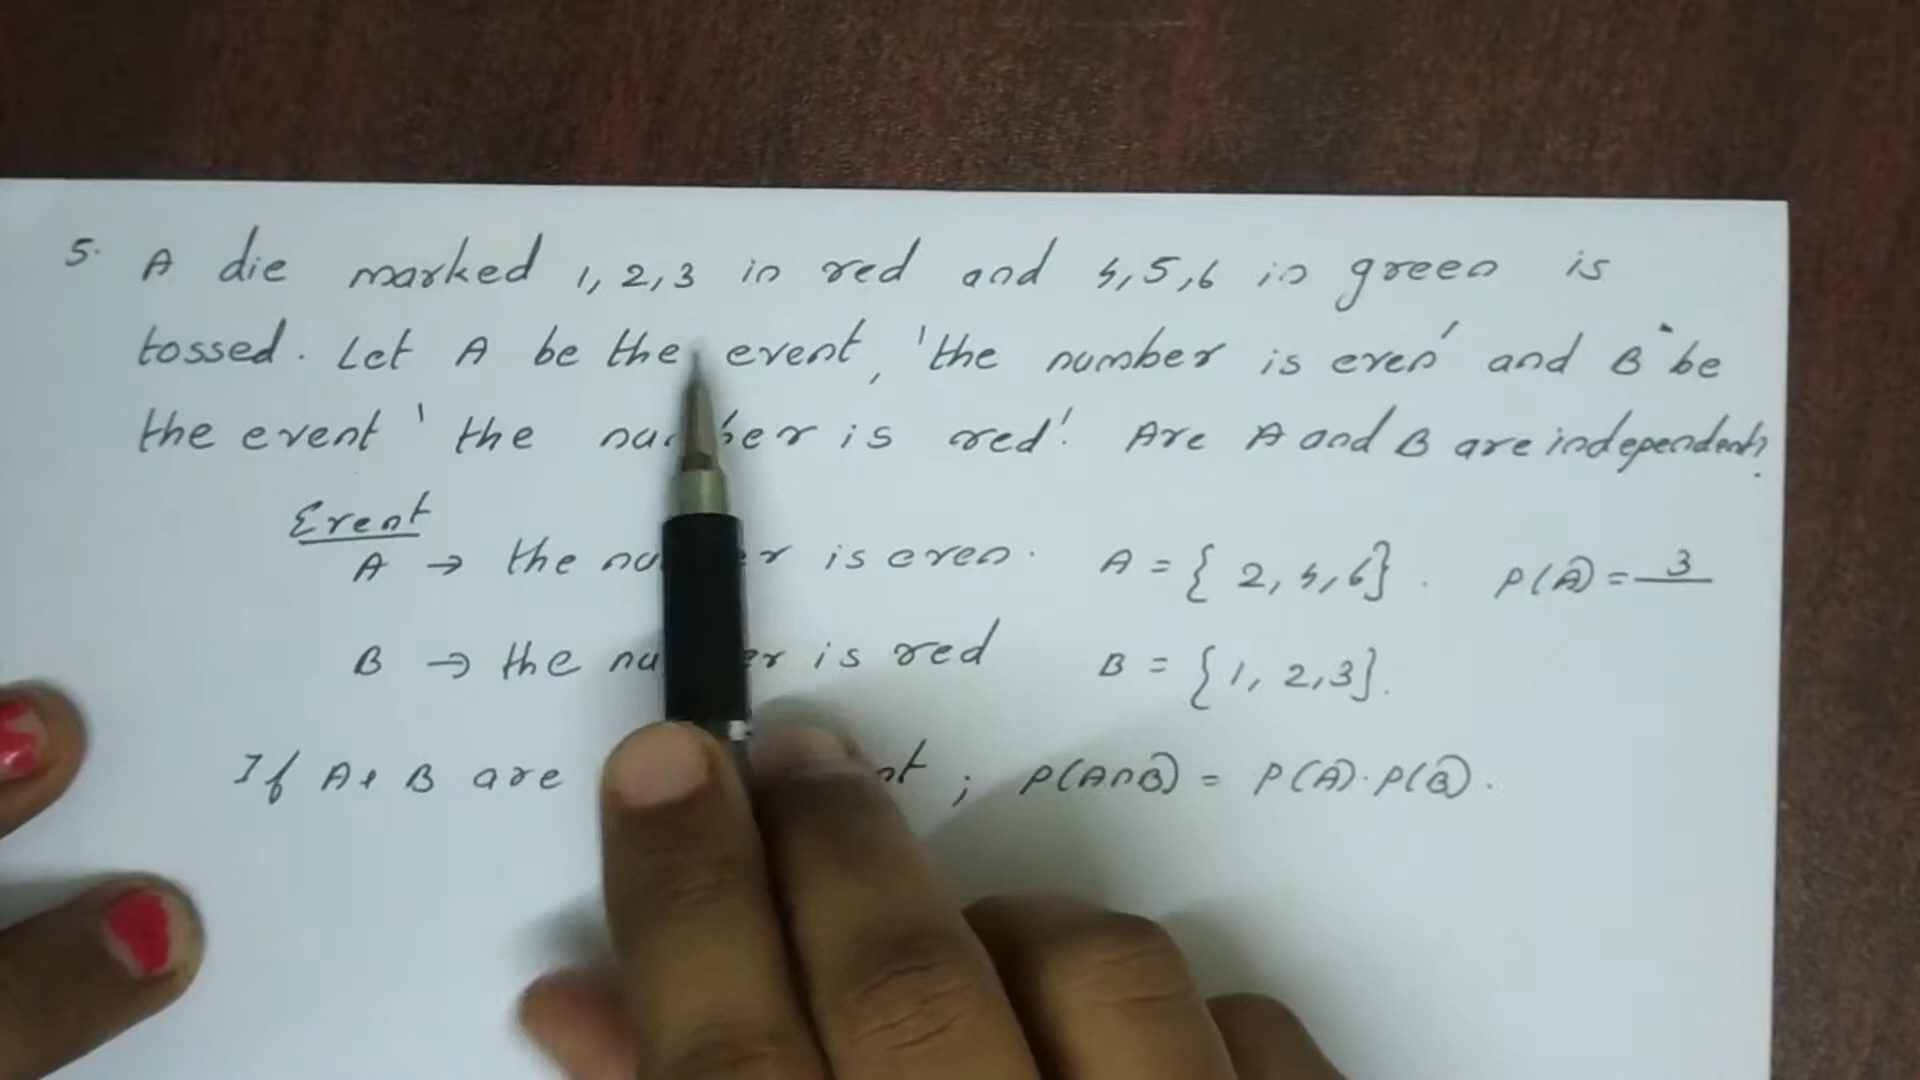 5. A die marked 1, 2, 3 in red and 4, 5, 6 in green is
tossed. Let A be the event, 'the number is even' and B be
the event 'the number is red'. Are A and B are independent?
Event
A → the is even. A = { 2, 4, 6} . P(A) = 3
B → the is red B = {1, 2, 3}.
If A & B are ; P(A∩B) = P(A).P(B).